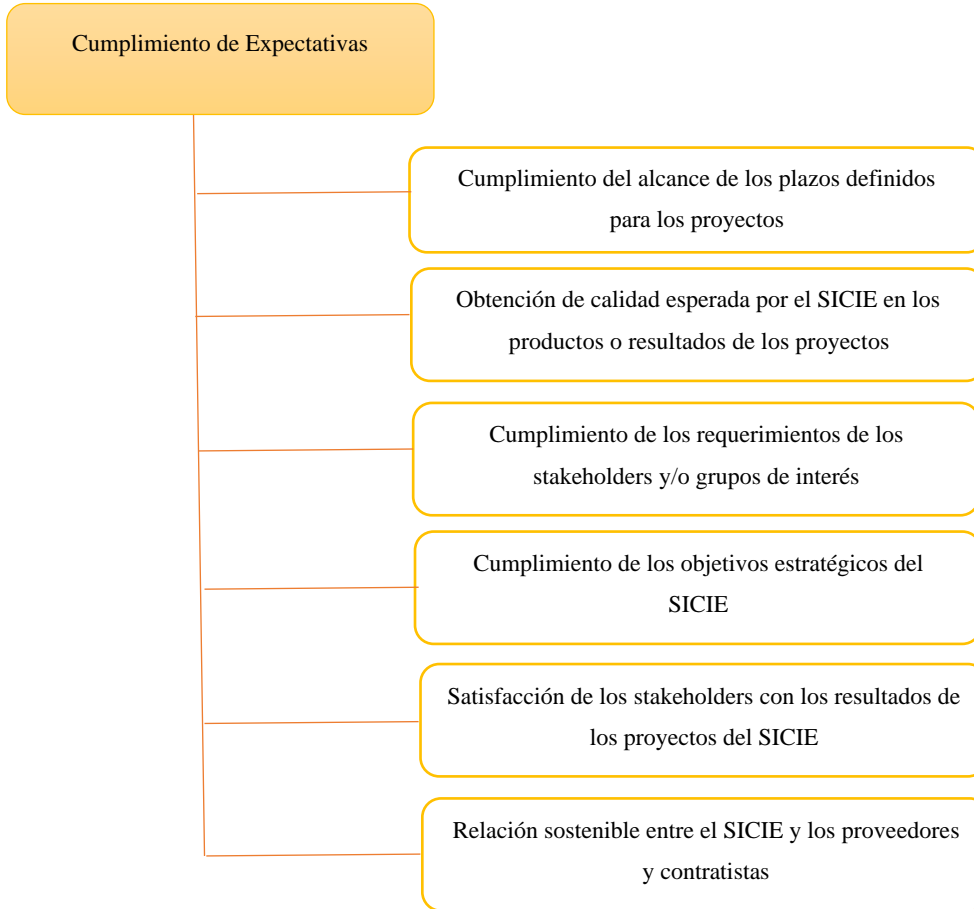 Cumplimiento de Expectativas
Cumplimiento del alcance de los plazos definidos
para los proyectos
Obtención de calidad esperada por el SICIE en los
productos o resultados de los proyectos
Cumplimiento de los requerimientos de los
stakeholders y/o grupos de interés
Cumplimiento de los objetivos estratégicos del
SICIE
Satisfacción de los stakeholders con los resultados de
los proyectos del SICIE
Relación sostenible entre el SICIE y los proveedores
y contratistas